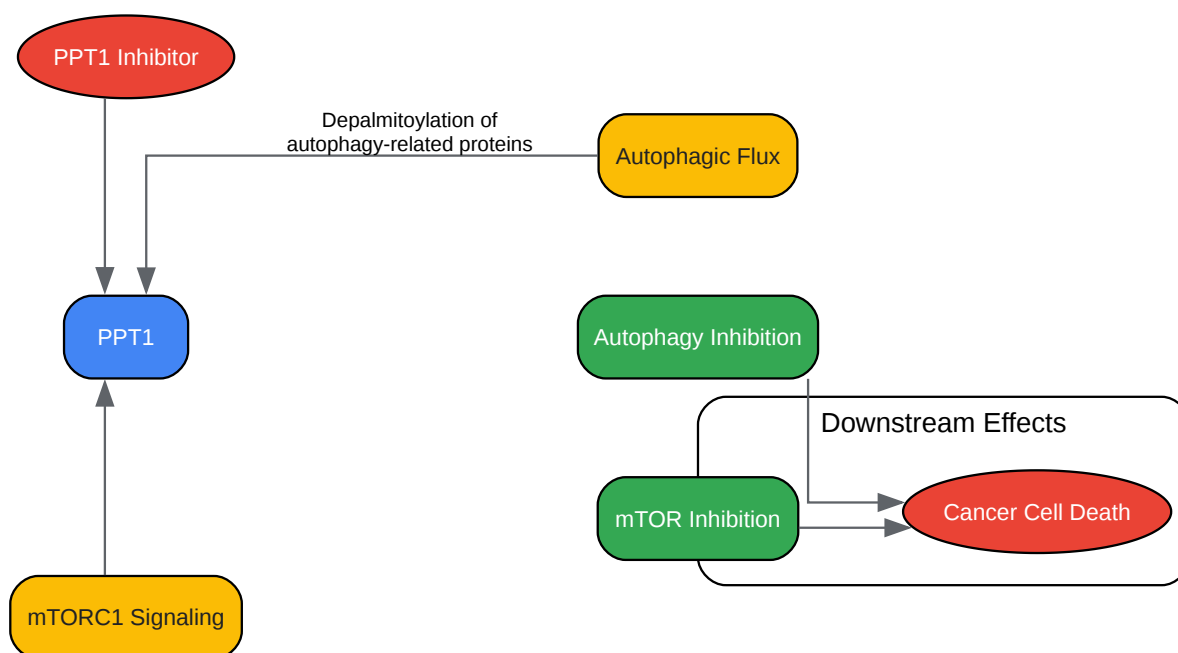 PPT1 Inhibitor
Depalmitoylation of
autophagy-related proteins
Autophagic Flux
PPT1
Autophagy Inhibition
Downstream Effects
mTOR Inhibition
Cancer Cell Death
mTORC1 Signaling